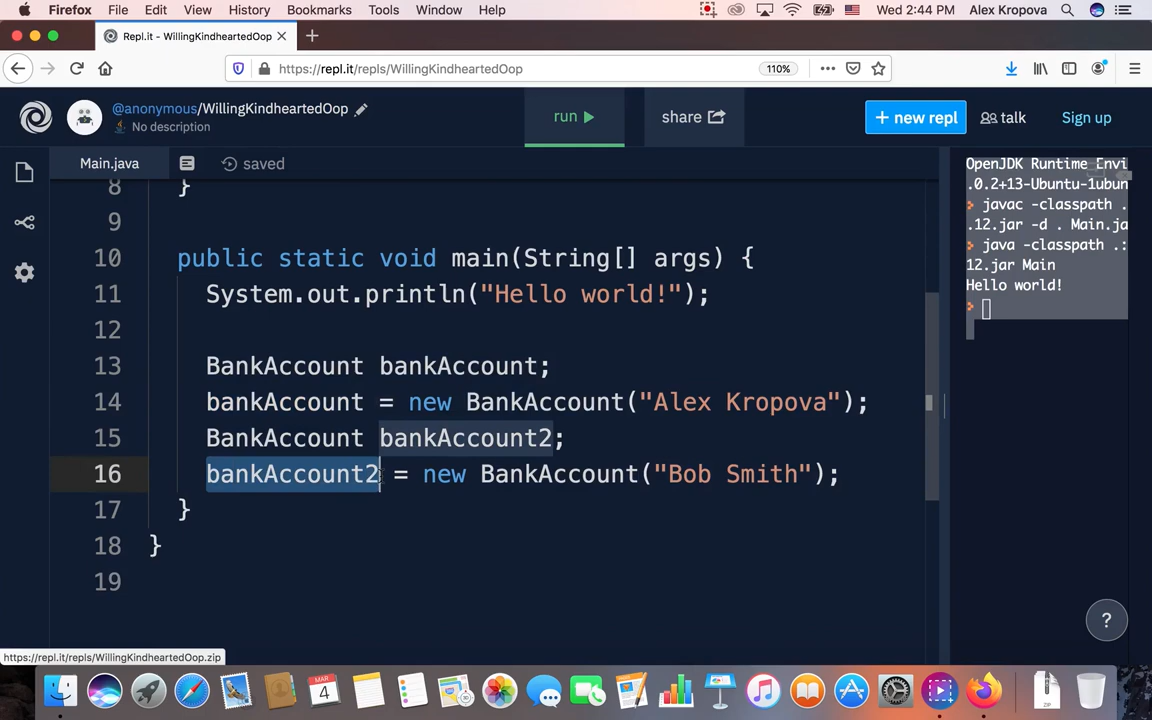 Firefox File Edit View History Bookmarks Tools Window Help Wed 2:44 PM Alex Kropova
Repl.it - WillingKindheartedOop
https://repl.it/repls/WillingKindheartedOop 110%
@anonymous/WillingKindheartedOop
No description
run
share
+ new repl
talk
Sign up
Main.java
saved
8 }
9
10 public static void main(String[] args) {
11 System.out.println("Hello world!");
12
13 BankAccount bankAccount;
14 bankAccount = new BankAccount("Alex Kropova");
15 BankAccount bankAccount2;
16 bankAccount2 = new BankAccount("Bob Smith");
17 }
18 }
19
OpenJDK Runtime Envi
.0.2+13-Ubuntu-1ubun
javac -classpath .
.12.jar -d . Main.ja
java -classpath .:
12.jar Main
Hello world!
?
https://repl.it/repls/WillingKindheartedOop.zip
MAR
4
ZIP